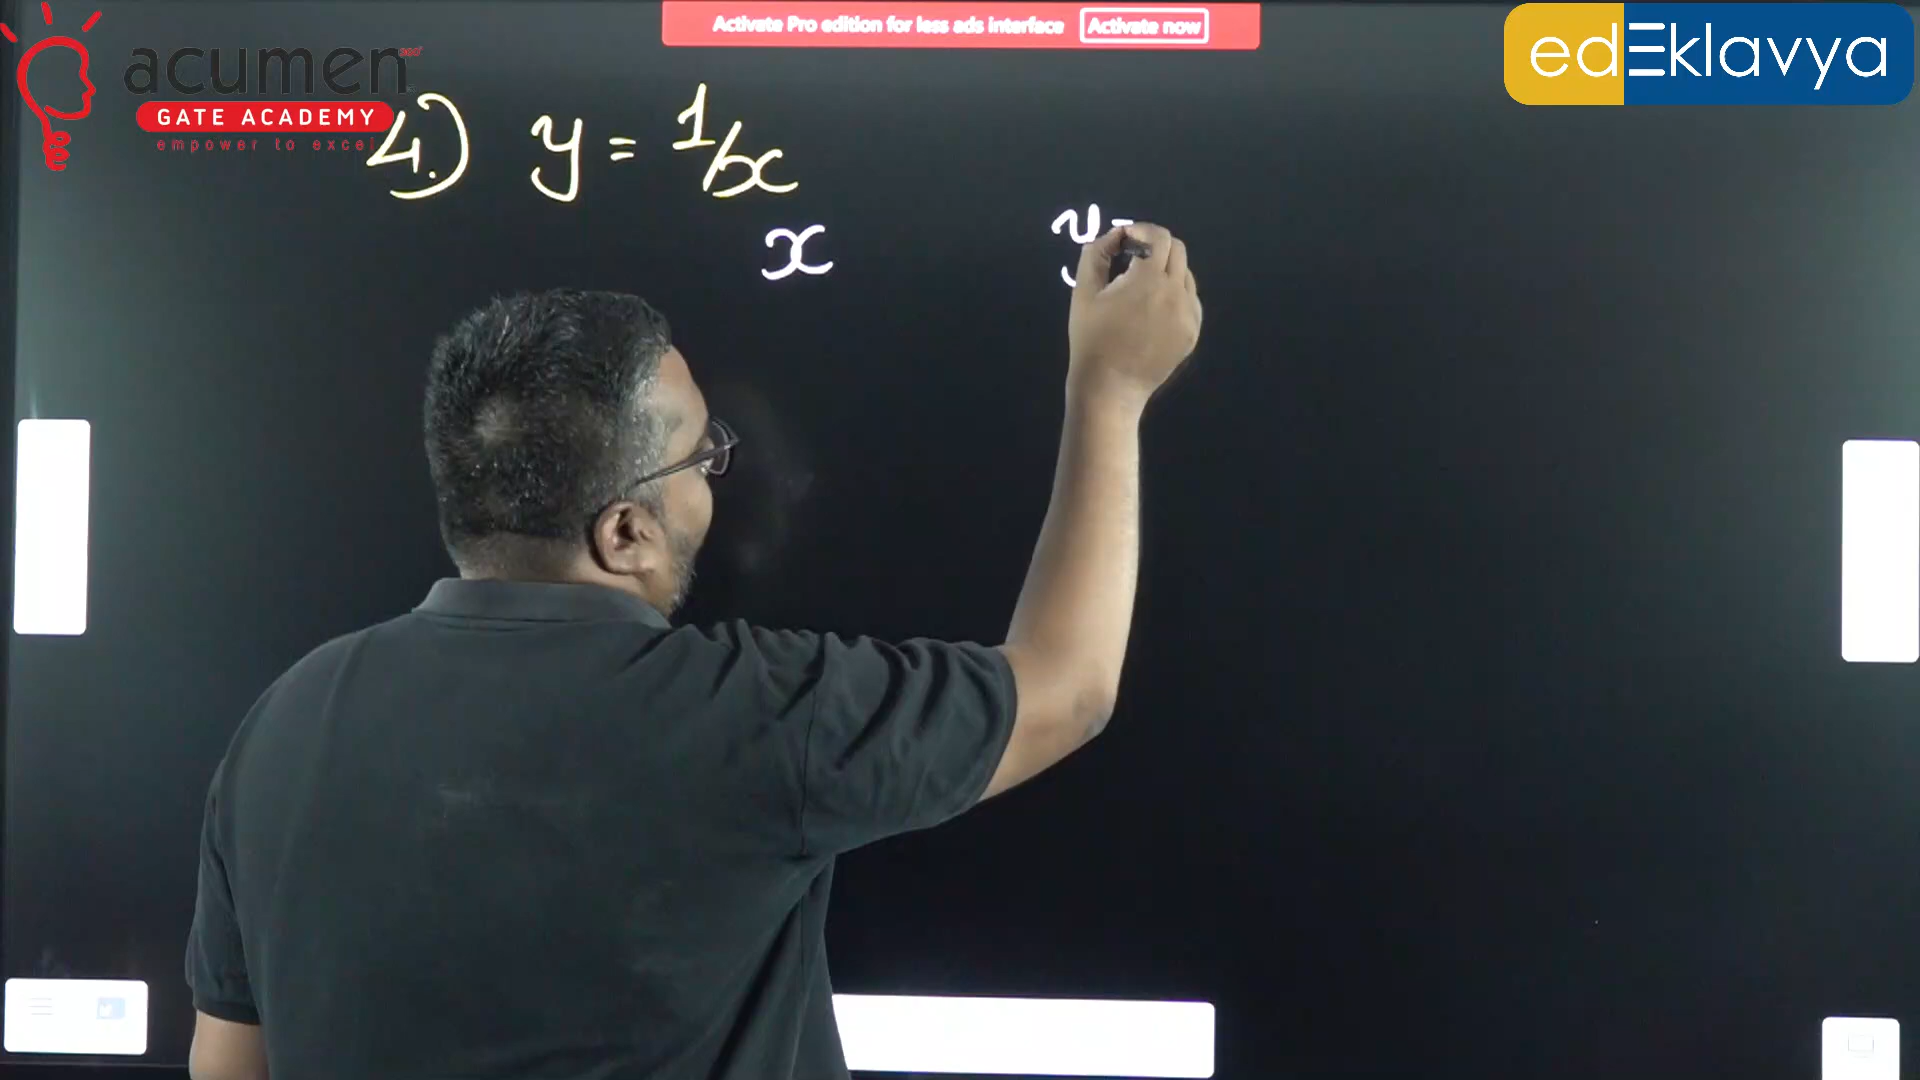 Activate Pro edition for less ads interface Activate now
acumen
GATE ACADEMY
empower to excel
edEklavya
4.) y = 1/x
x y =